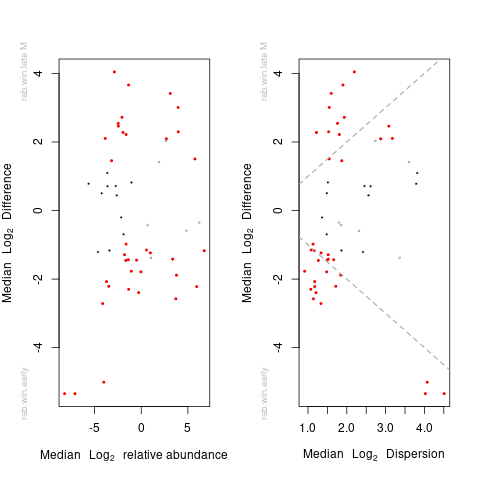 rab.win.late M
rab.win.late M
4
2
0
-2
-4
4
2
0
-2
-4
Median Log2 Difference
Median Log2 Difference
rab.win.early
rab.win.early
-5 0 5
1.0 2.0 3.0 4.0
Median Log2 relative abundance
Median Log2 Dispersion